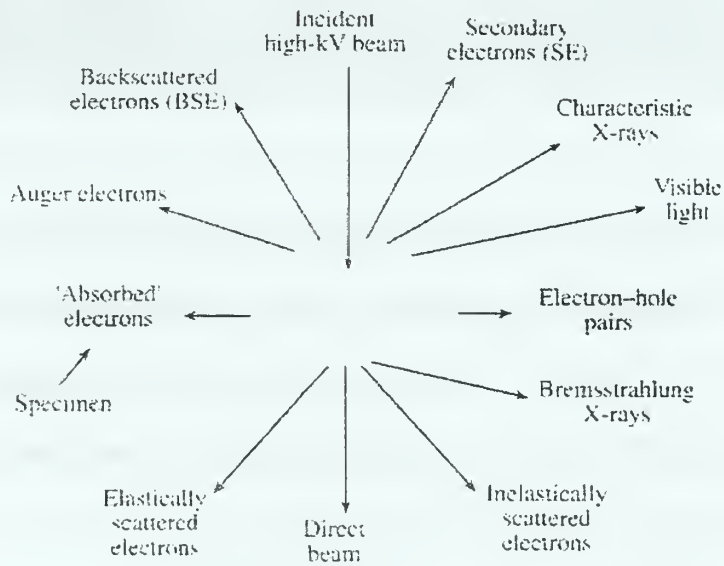 Incident
high-kV beam
Secondary
electrons (SE)
Backscattered
electrons (BSE)
Characteristic
X-rays
Auger electrons
Visible
light
'Absorbed'
electrons
Electron–hole
pairs
Specimen
Bremsstrahlung
X-rays
Elastically
scattered
electrons
Direct
beam
Inelastically
scattered
electrons